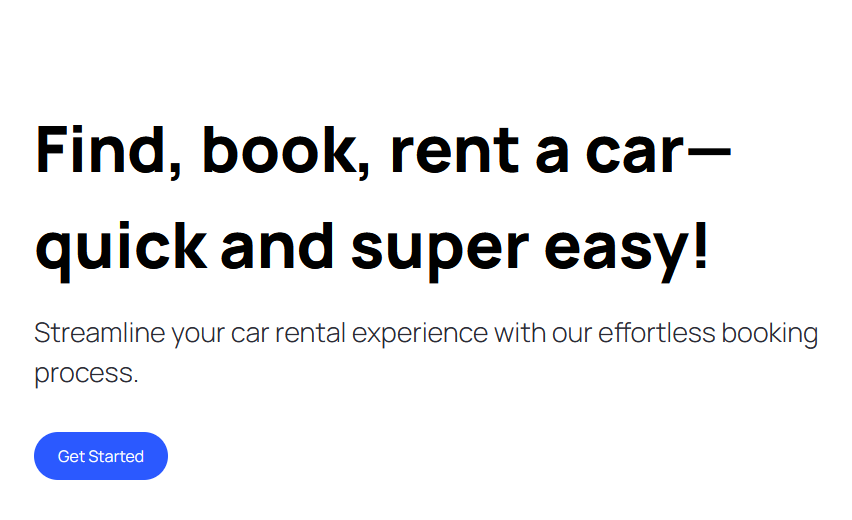 Find, book, rent a car—
quick and super easy!
Streamline your car rental experience with our effortless booking
process.
Get Started